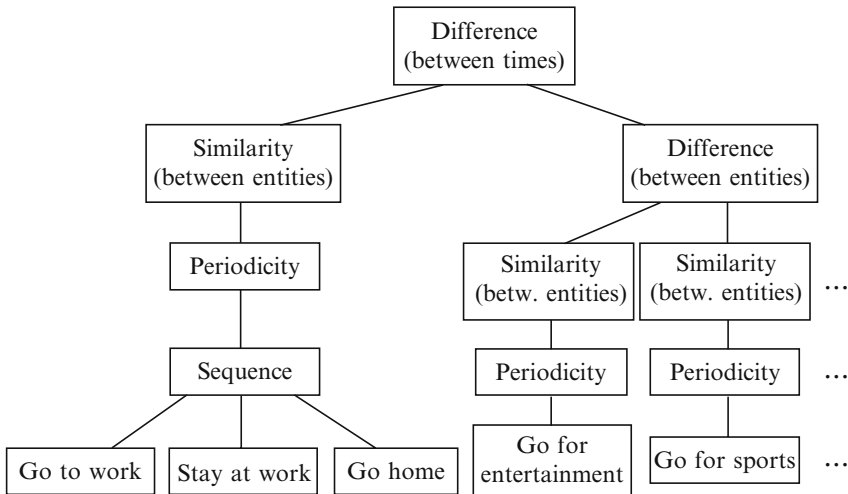 Difference
(between times)
Similarity
(between entities)
Difference
(between entities)
Periodicity
Similarity
(betw. entities)
Similarity
(betw. entities)
...
Sequence
Periodicity
Periodicity
...
Go to work
Stay at work
Go home
Go for
entertainment
Go for sports
...